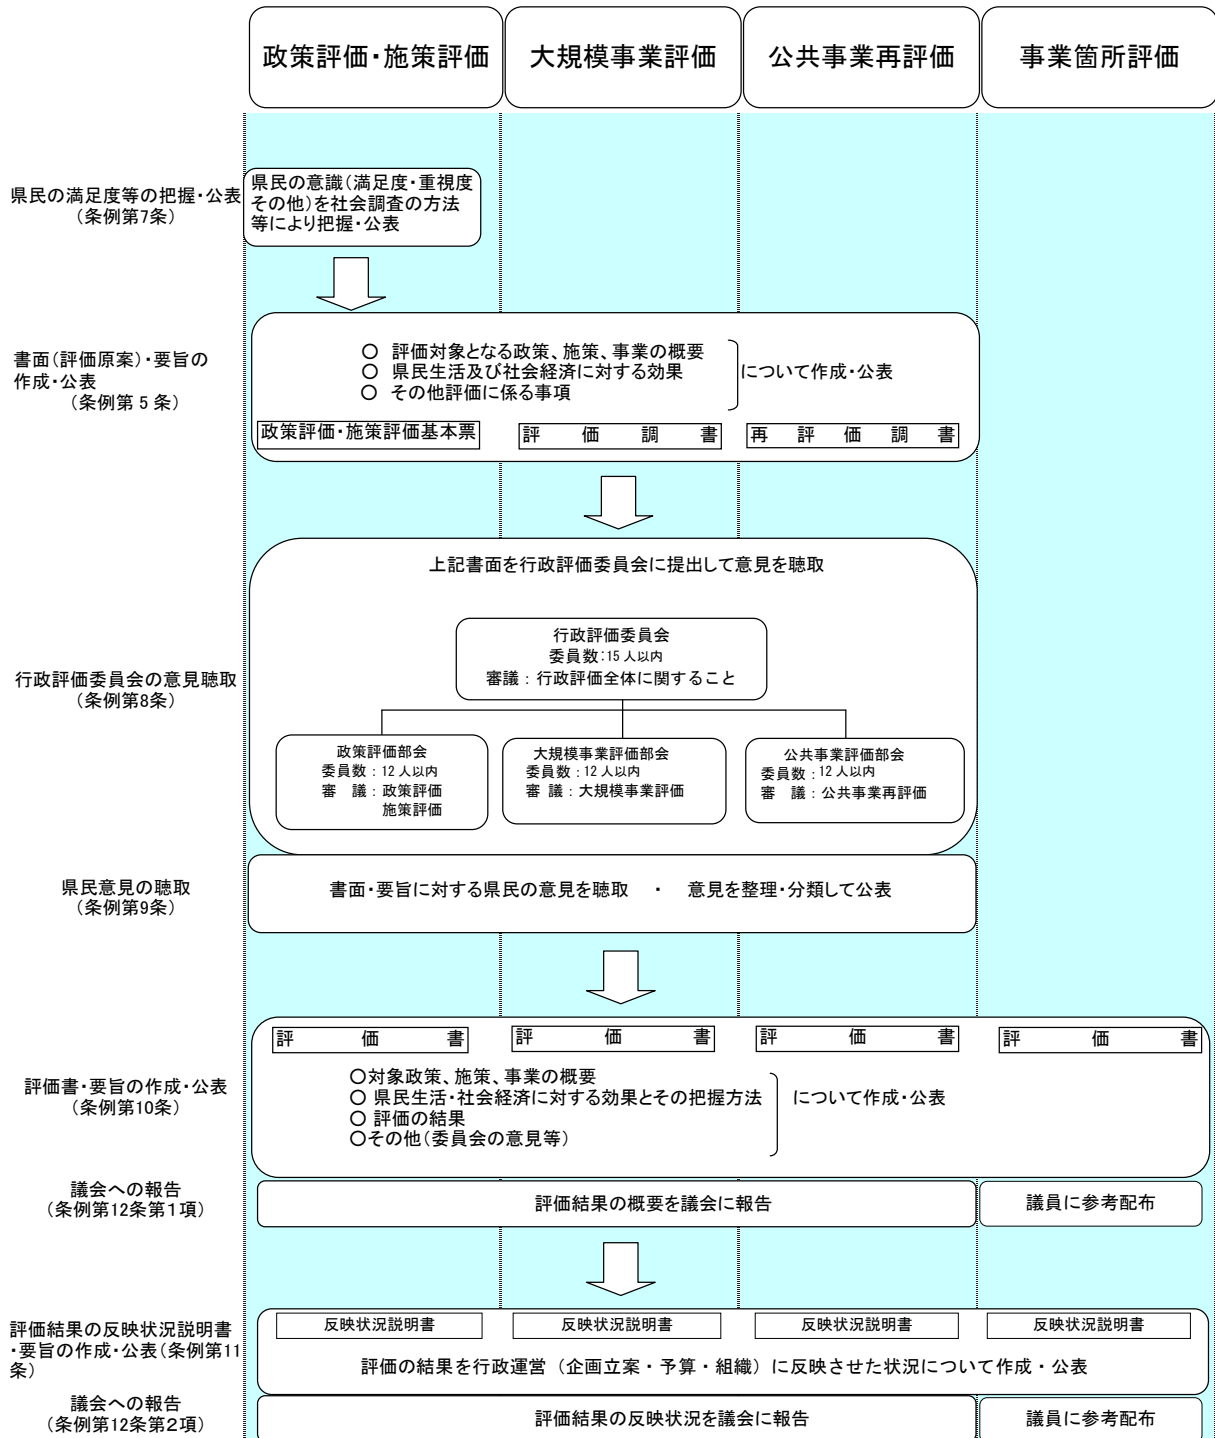 政策評価・施策評価
大規模事業評価
公共事業再評価
事業箇所評価
県民の満足度等の把握・公表
（条例第7条）
県民の意識（満足度・重視度
その他）を社会調査の方法
等により把握・公表
書面（評価原案）・要旨の
作成・公表
（条例第５条）
○ 評価対象となる政策、施策、事業の概要
○ 県民生活及び社会経済に対する効果
○ その他評価に係る事項
について作成・公表
政策評価・施策評価基本票
評価調書
再評価調書
上記書面を行政評価委員会に提出して意見を聴取
行政評価委員会の意見聴取
（条例第8条）
行政評価委員会
委員数：15 人以内
審議：行政評価全体に関すること
政策評価部会
委員数：12 人以内
審　議：政策評価
施策評価
大規模事業評価部会
委員数：12 人以内
審 議：大規模事業評価
公共事業評価部会
委員数：12 人以内
審　議：公共事業再評価
県民意見の聴取
（条例第9条）
書面・要旨に対する県民の意見を聴取　・　意見を整理・分類して公表
評価書
評価書
評価書
評価書
評価書・要旨の作成・公表
（条例第10条）
○対象政策、施策、事業の概要
○ 県民生活・社会経済に対する効果とその把握方法
○ 評価の結果
○その他（委員会の意見等）
について作成・公表
議会への報告
（条例第12条第１項）
評価結果の概要を議会に報告
議員に参考配布
評価結果の反映状況説明書
・要旨の作成・公表（条例第11
条）
反映状況説明書
反映状況説明書
反映状況説明書
反映状況説明書
評価の結果を行政運営（企画立案・予算・組織）に反映させた状況について作成・公表
議会への報告
（条例第12条第２項）
評価結果の反映状況を議会に報告
議員に参考配布